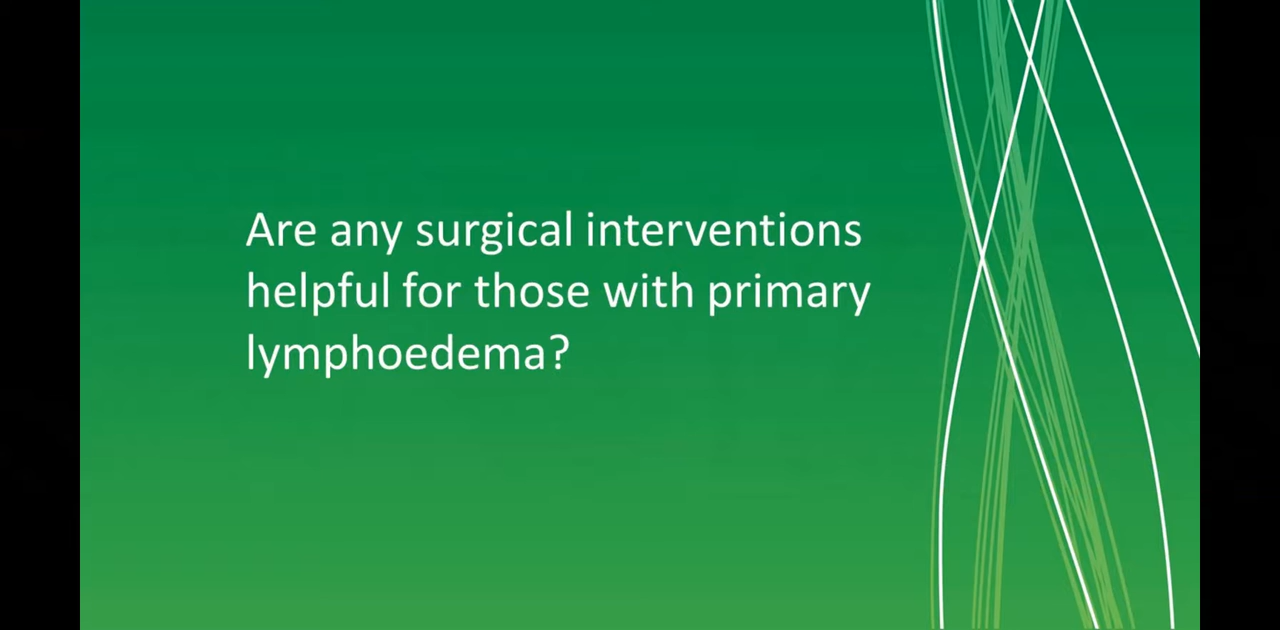 Are any surgical interventions
helpful for those with primary
lymphoedema?